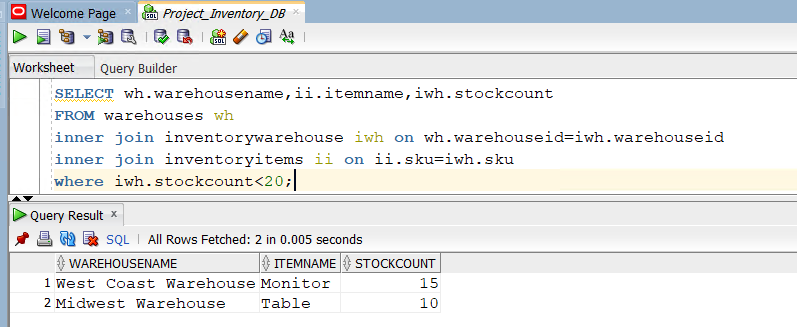 Welcome Page Project_Inventory_DB
SQL
Aa
Worksheet Query Builder
SELECT wh.warehousename,ii.itemname,iwh.stockcount
FROM warehouses wh
inner join inventorywarehouse iwh on wh.warehouseid=iwh.warehouseid
inner join inventoryitems ii on ii.sku=iwh.sku
where iwh.stockcount<20;
Query Result x
SQL | All Rows Fetched: 2 in 0.005 seconds
WAREHOUSENAME ITEMNAME STOCKCOUNT
1 West Coast Warehouse Monitor 15
2 Midwest Warehouse Table 10